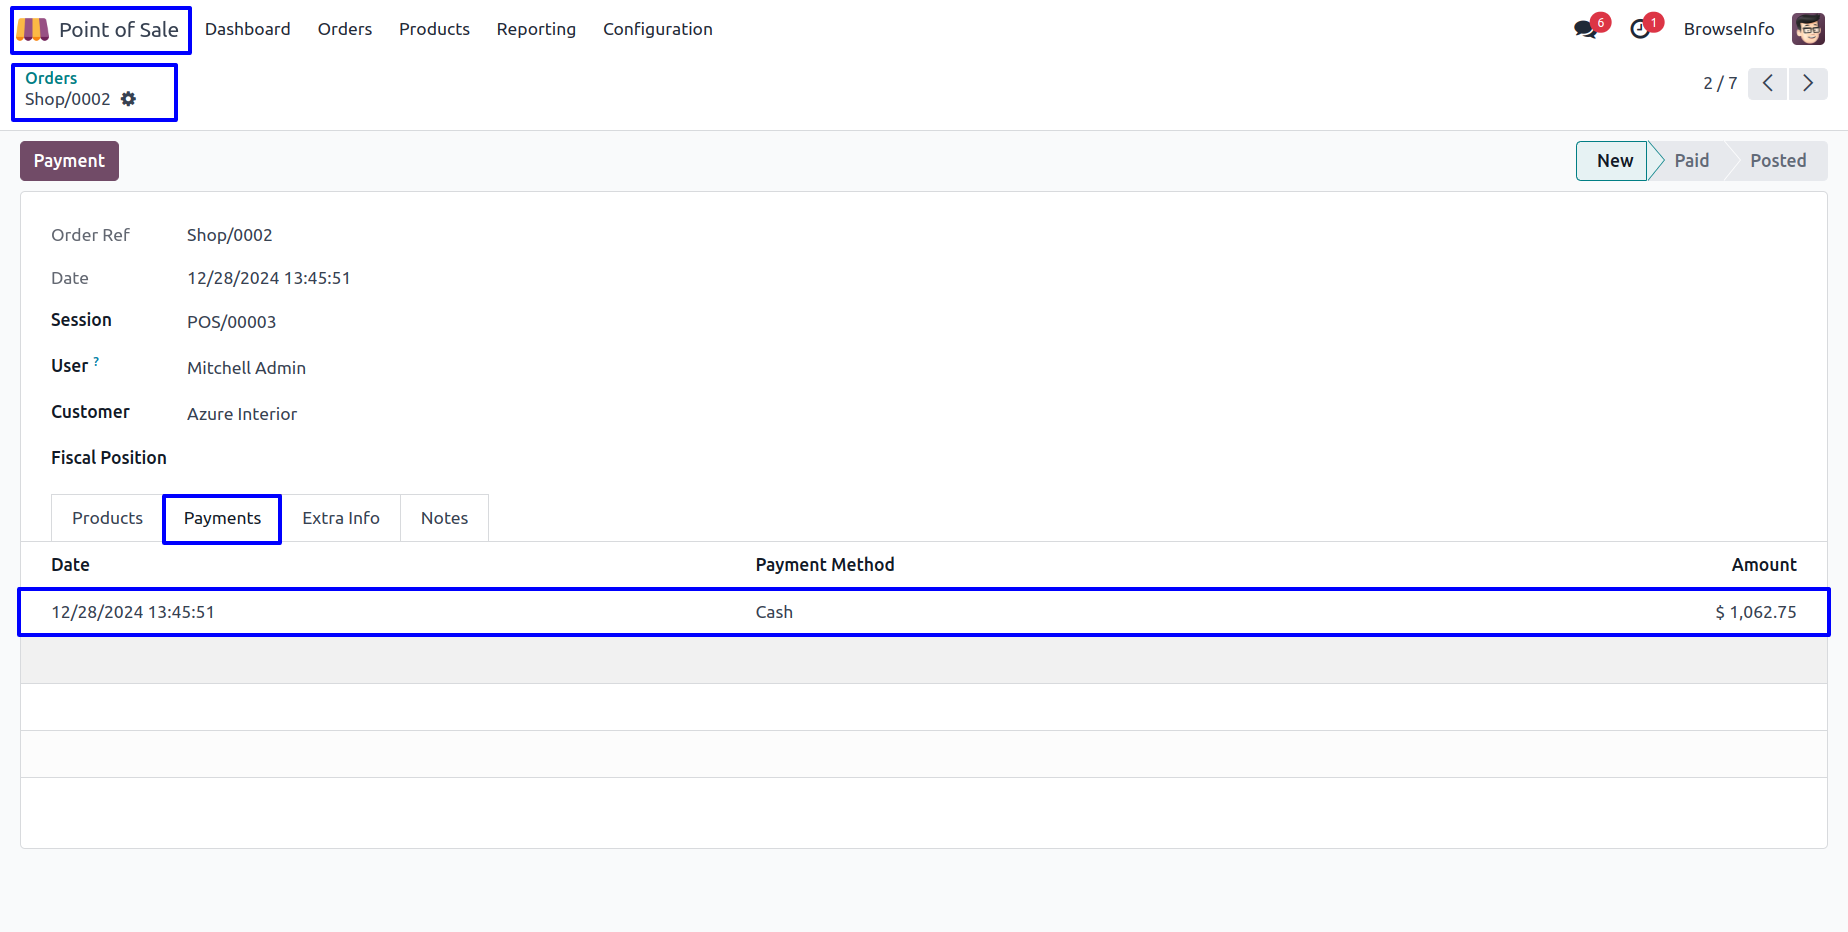 Point of Sale Dashboard Orders Products Reporting Configuration 6 1 BrowseInfo
Orders
Shop/0002
2 / 7
Payment
New Paid Posted
Order Ref Shop/0002
Date 12/28/2024 13:45:51
Session POS/00003
User ? Mitchell Admin
Customer Azure Interior
Fiscal Position
Products Payments Extra Info Notes
Date Payment Method Amount
12/28/2024 13:45:51 Cash $ 1,062.75